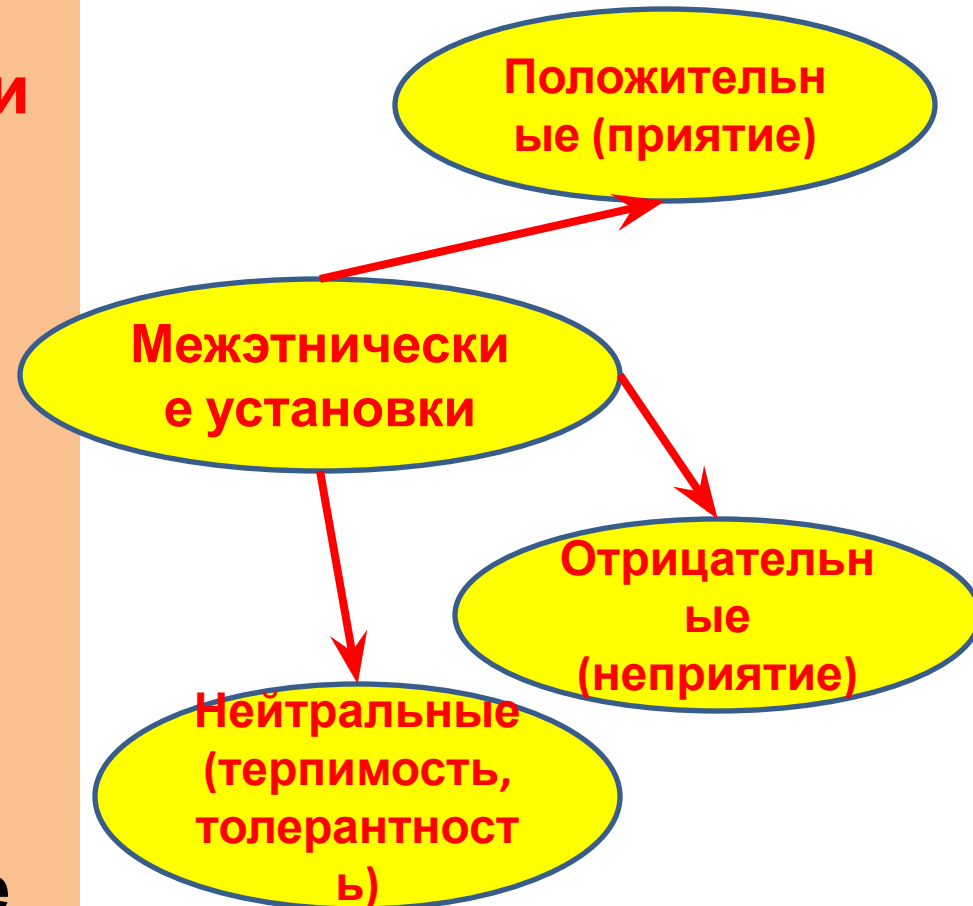 и
Положительн
ые (приятие)
Межэтнически
е установки
Отрицательн
ые
(неприятие)
Нейтральные
(терпимость,
толерантност
ь)
е